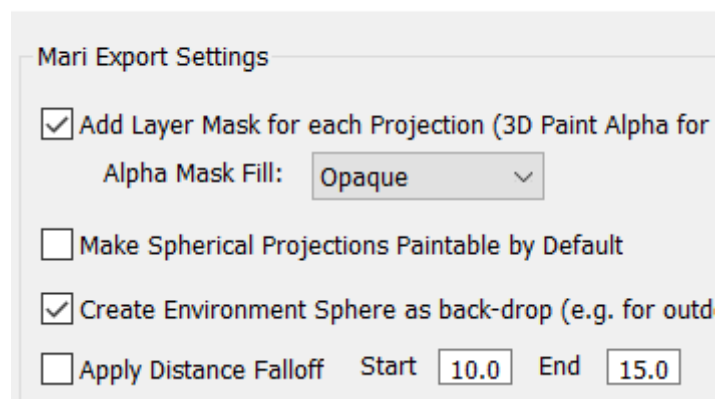 Mari Export Settings
Add Layer Mask for each Projection (3D Paint Alpha for
Alpha Mask Fill: Opaque
Make Spherical Projections Paintable by Default
Create Environment Sphere as back-drop (e.g. for outd
Apply Distance Falloff Start 10.0 End 15.0